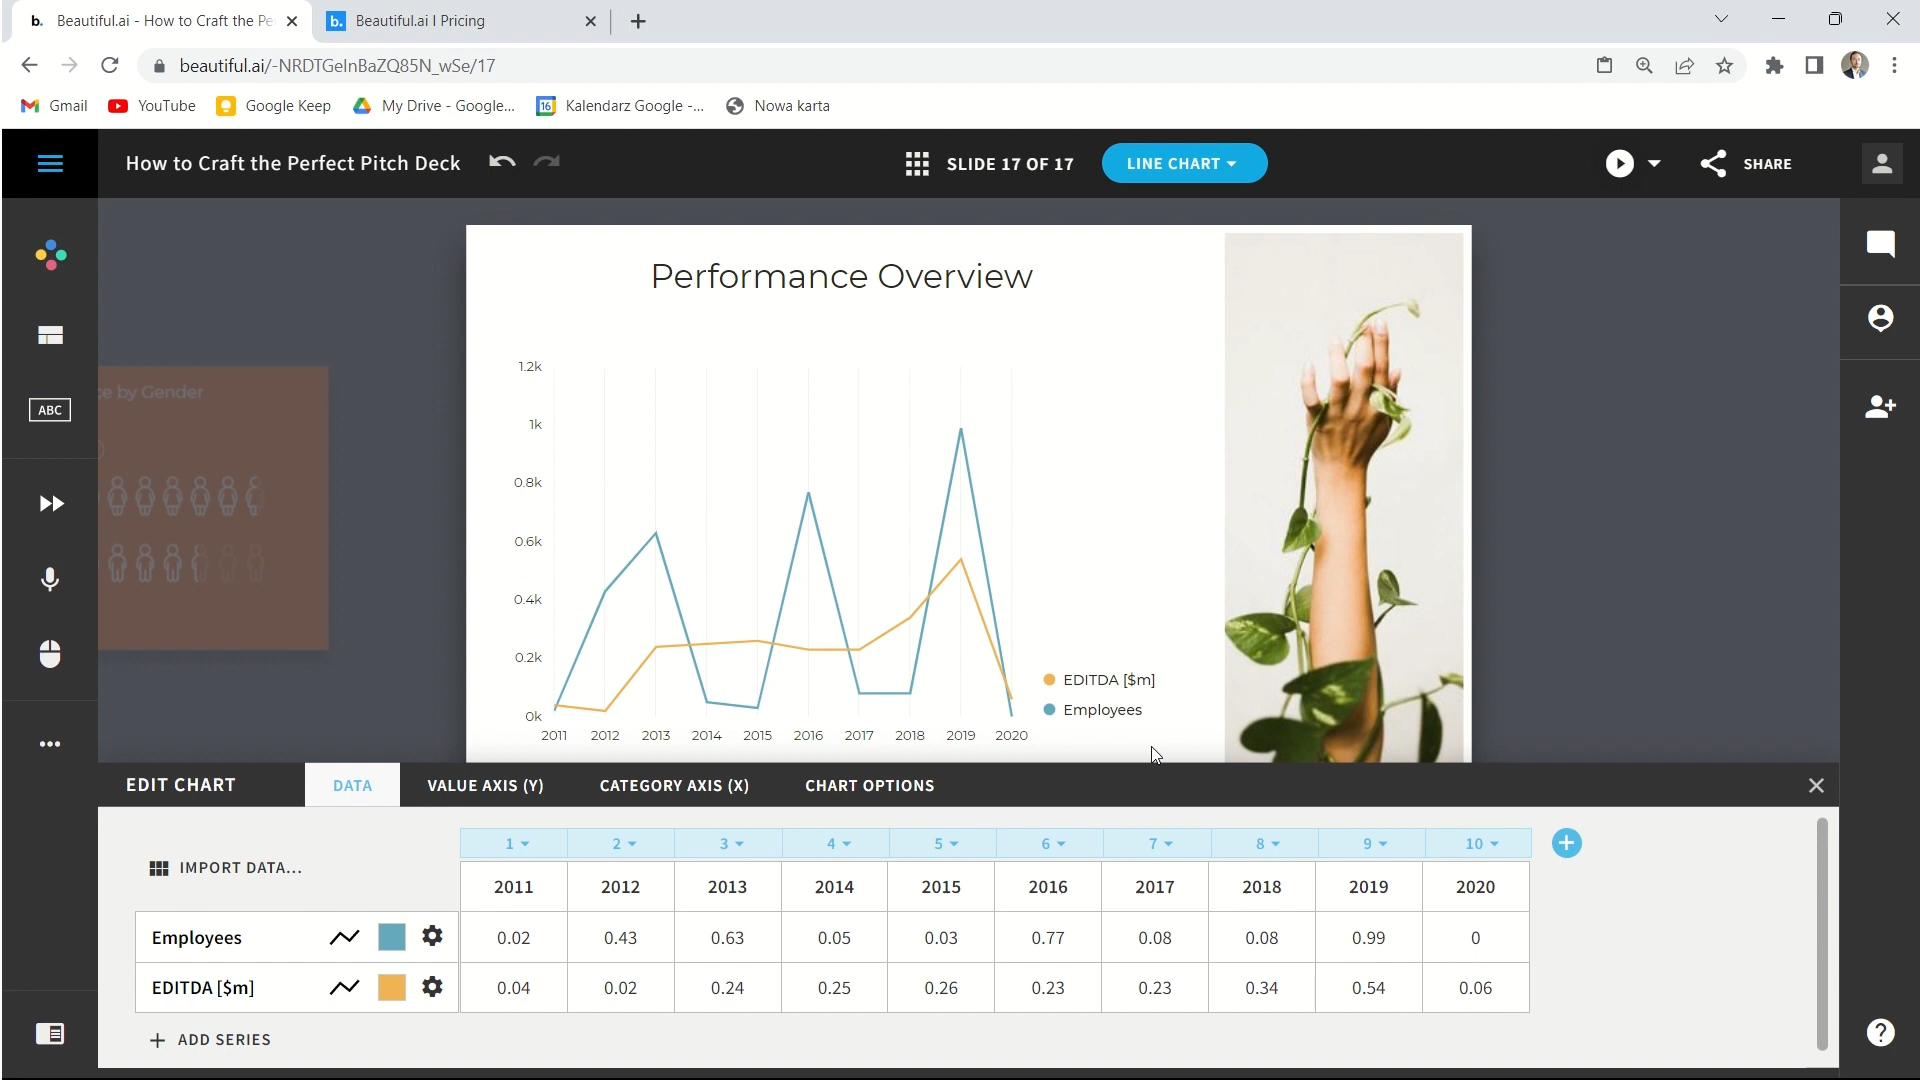 b. Beautiful.ai - How to Craft the Pe
b. Beautiful.ai | Pricing
beautiful.ai/-NRDTGelnBaZQ85N_wSe/17
Gmail
YouTube
Google Keep
My Drive - Google...
16 Kalendarz Google -...
Nowa karta
How to Craft the Perfect Pitch Deck
SLIDE 17 OF 17
LINE CHART
SHARE
ABC
ce by Gender
Performance Overview
1.2k
1k
0.8k
0.6k
0.4k
0.2k
0k
2011 2012 2013 2014 2015 2016 2017 2018 2019 2020
EDITDA [$m]
Employees
EDIT CHART
DATA
VALUE AXIS (Y)
CATEGORY AXIS (X)
CHART OPTIONS
IMPORT DATA...
1 2 3 4 5 6 7 8 9 10
2011 2012 2013 2014 2015 2016 2017 2018 2019 2020
Employees 0.02 0.43 0.63 0.05 0.03 0.77 0.08 0.08 0.99 0
EDITDA [$m] 0.04 0.02 0.24 0.25 0.26 0.23 0.23 0.34 0.54 0.06
+ ADD SERIES